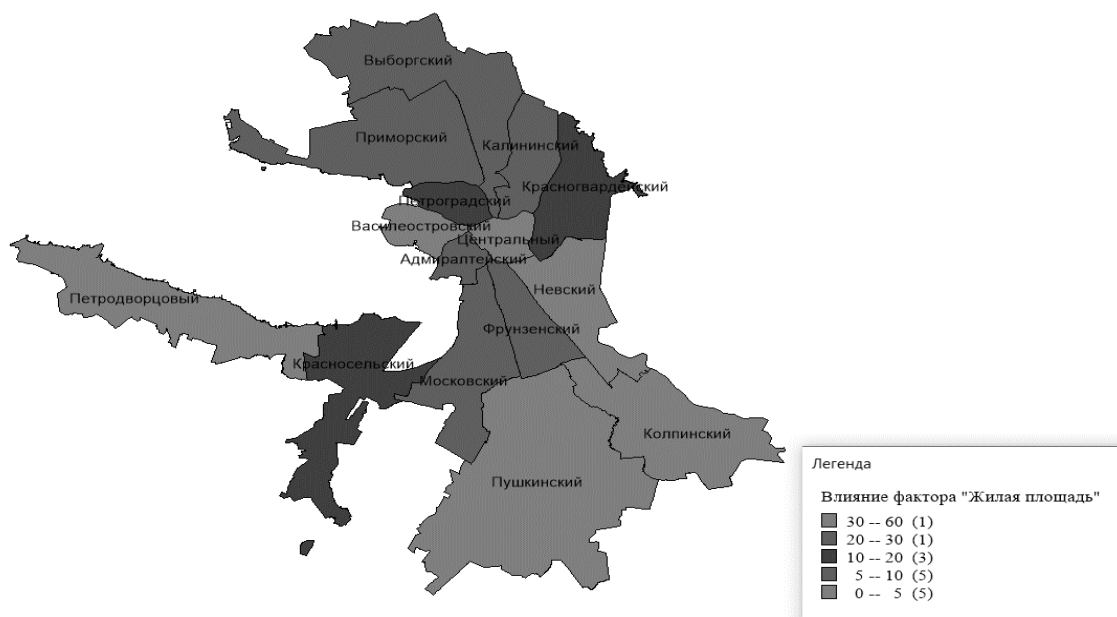 Выборгский
Приморский
Калининский
Красногвардейский
Петроградский
Василеостровский
Центральный
Адмиралтейский
Невский
Петродворцовый
Фрунзенский
Красносельский
Московский
Колпинский
Пушкинский
Легенда
Влияние фактора "Жилая площадь"
30 -- 60 (1)
20 -- 30 (1)
10 -- 20 (3)
5 -- 10 (5)
0 -- 5 (5)